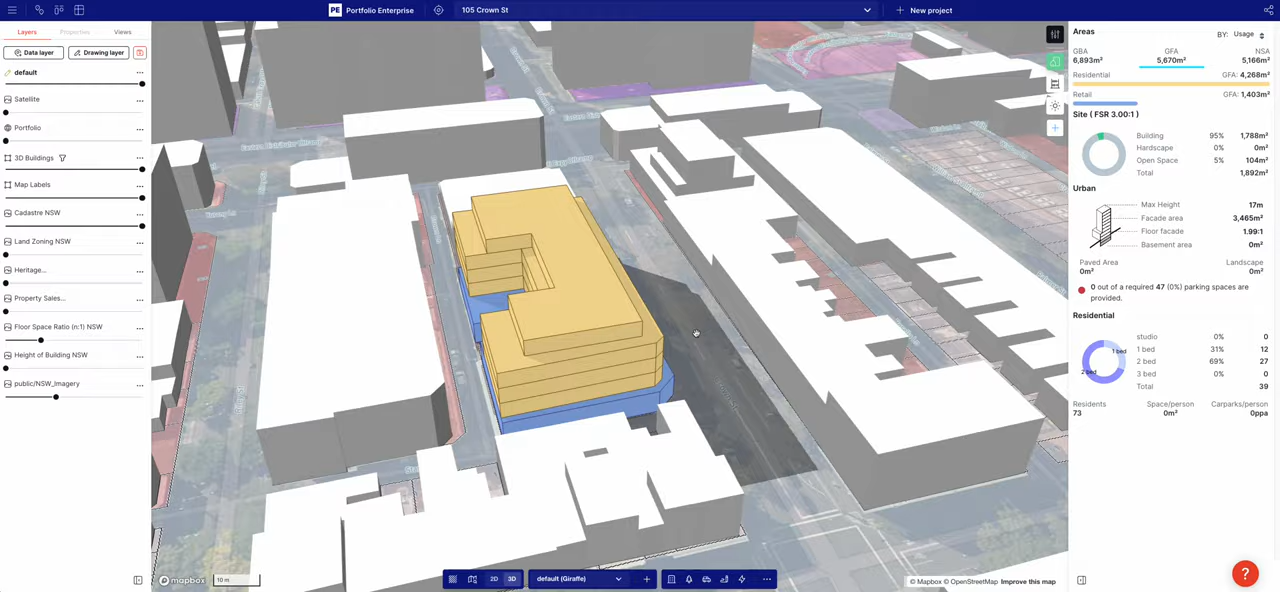 PE Portfolio Enterprise
105 Crown St
New project
Layers
Properties
Views
Data layer
Drawing layer
default
Satellite
Portfolio
3D Buildings
Map Labels
Cadastre NSW
Land Zoning NSW
Heritage...
Property Sales...
Floor Space Ratio (n:1) NSW
Height of Building NSW
public/NSW_Imagery
mapbox
10 m
2D
3D
default (Giraffe)
© Mapbox © OpenStreetMap Improve this map
Areas
BY: Usage
GBA
6,893m²
GFA
5,670m²
NSA
5,166m²
Residential
GFA: 4,268m²
Retail
GFA: 1,403m²
Site ( FSR 3.00:1 )
Building 95% 1,788m²
Hardscape 0% 0m²
Open Space 5% 104m²
Total 1,892m²
Urban
Max Height 17m
Facade area 3,465m²
Floor facade 1.99:1
Basement area 0m²
Paved Area
0m²
Landscape
0m²
0 out of a required 47 (0%) parking spaces are
provided.
Residential
1 bed
2 bed
studio 0% 0
1 bed 31% 12
2 bed 69% 27
3 bed 0% 0
Total 39
Residents
73
Space/person
0m²
Carparks/person
0ppa
?